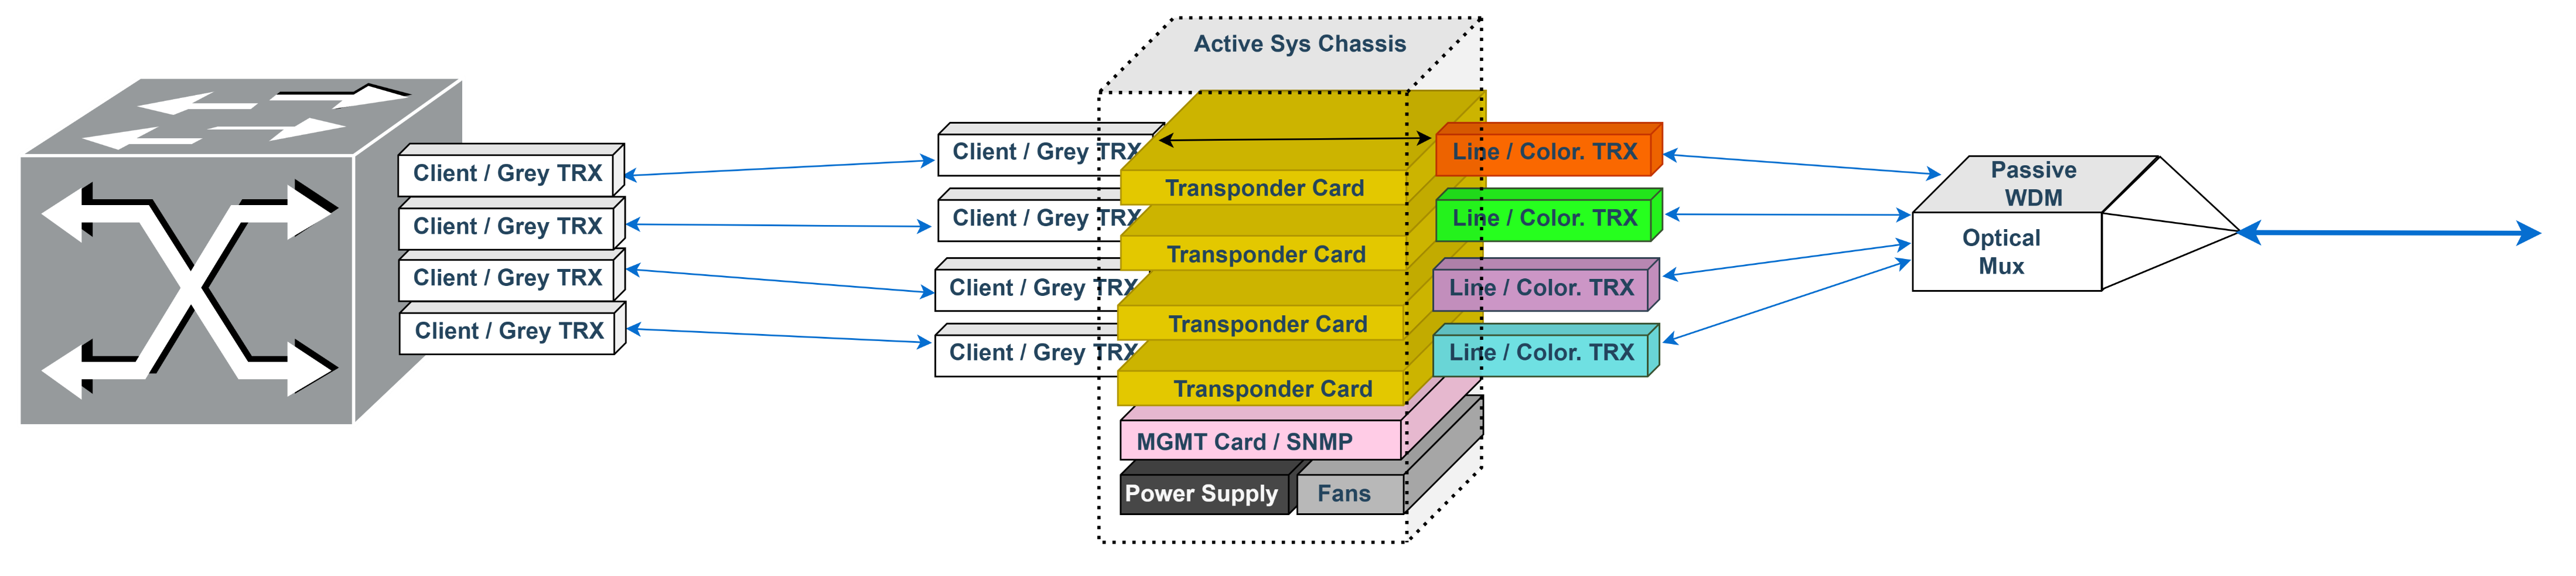 Active Sys Chassis
Client / Grey TRX
Client / Grey TRX
Client / Grey TRX
Client / Grey TRX
Client / Grey TRX
Client / Grey TRX
Client / Grey TRX
Client / Grey TRX
Transponder Card
Transponder Card
Transponder Card
Transponder Card
MGMT Card / SNMP
Power Supply
Fans
Line / Color. TRX
Line / Color. TRX
Line / Color. TRX
Line / Color. TRX
Passive
WDM
Optical
Mux